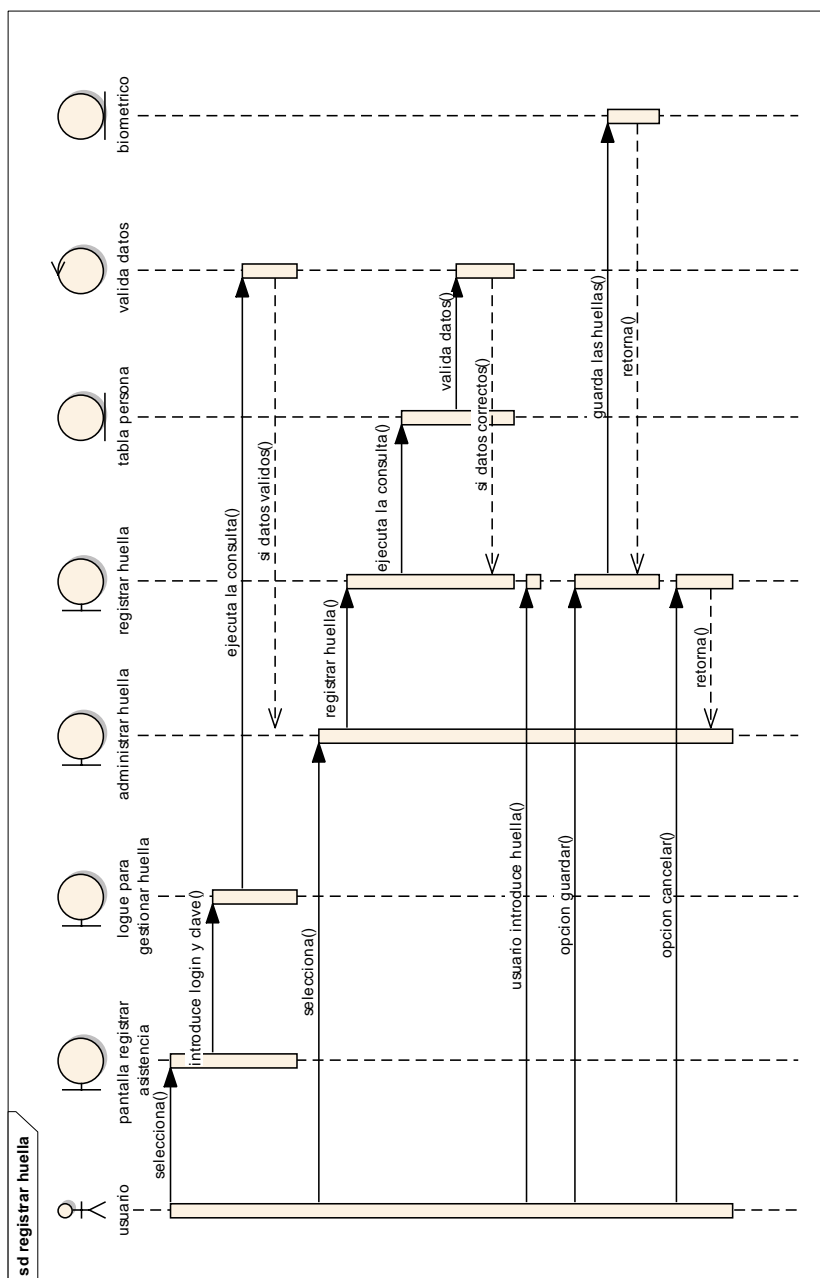 sd registrar huella
usuario
pantalla registrar
asistencia
logue para
gestionar huella
administrar huella
registrar huella
tabla persona
valida datos
biometrico
selecciona()
introduce login y clave()
ejecuta la consulta()
si datos validos()
selecciona()
registrar huella()
ejecuta la consulta()
valida datos()
si datos correctos()
usuario introduce huella()
opcion guardar()
guarda las huellas()
retorna()
opcion cancelar()
retorna()